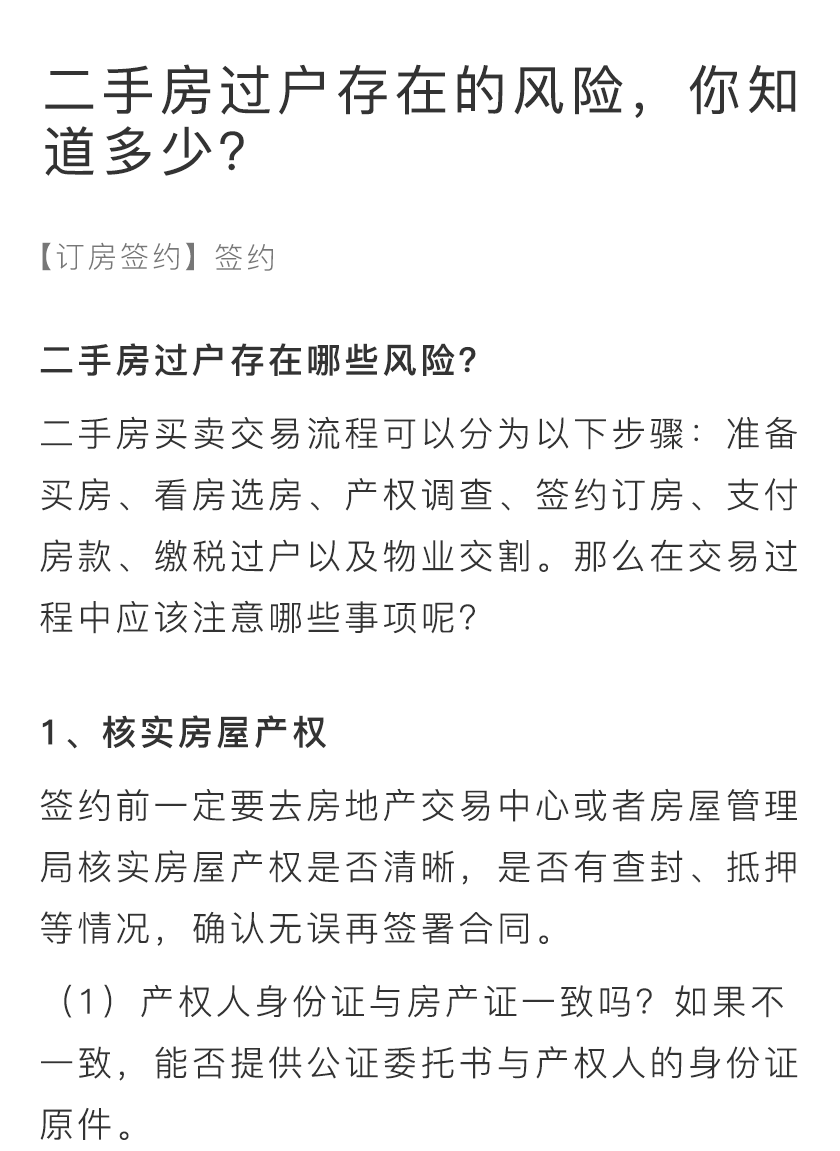 二手房过户存在的风险，你知
道多少？
【订房签约】签约
二手房过户存在哪些风险？
二手房买卖交易流程可以分为以下步骤：准备
买房、看房选房、产权调查、签约订房、支付
房款、缴税过户以及物业交割。那么在交易过
程中应该注意哪些事项呢？
1、核实房屋产权
签约前一定要去房地产交易中心或者房屋管理
局核实房屋产权是否清晰，是否有查封、抵押
等情况，确认无误再签署合同。
（1）产权人身份证与房产证一致吗？如果不
一致，能否提供公证委托书与产权人的身份证
原件。